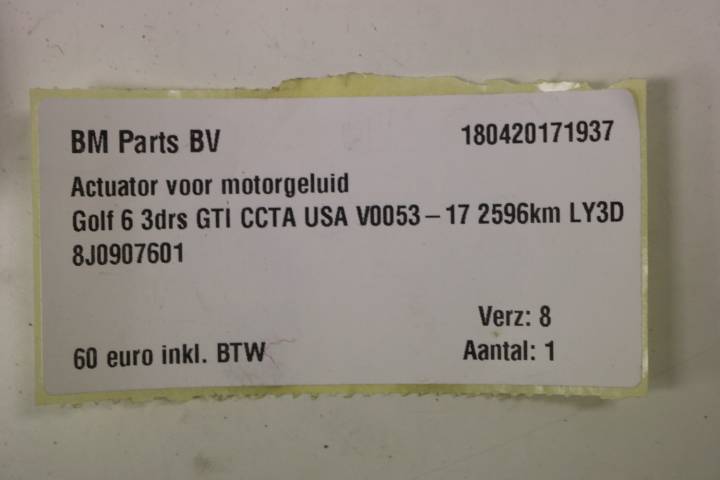 BM Parts BV 180420171937
Actuator voor motorgeluid
Golf 6 3drs GTI CCTA USA V0053 – 17 2596km LY3D
8J0907601
Verz: 8
60 euro inkl. BTW Aantal: 1